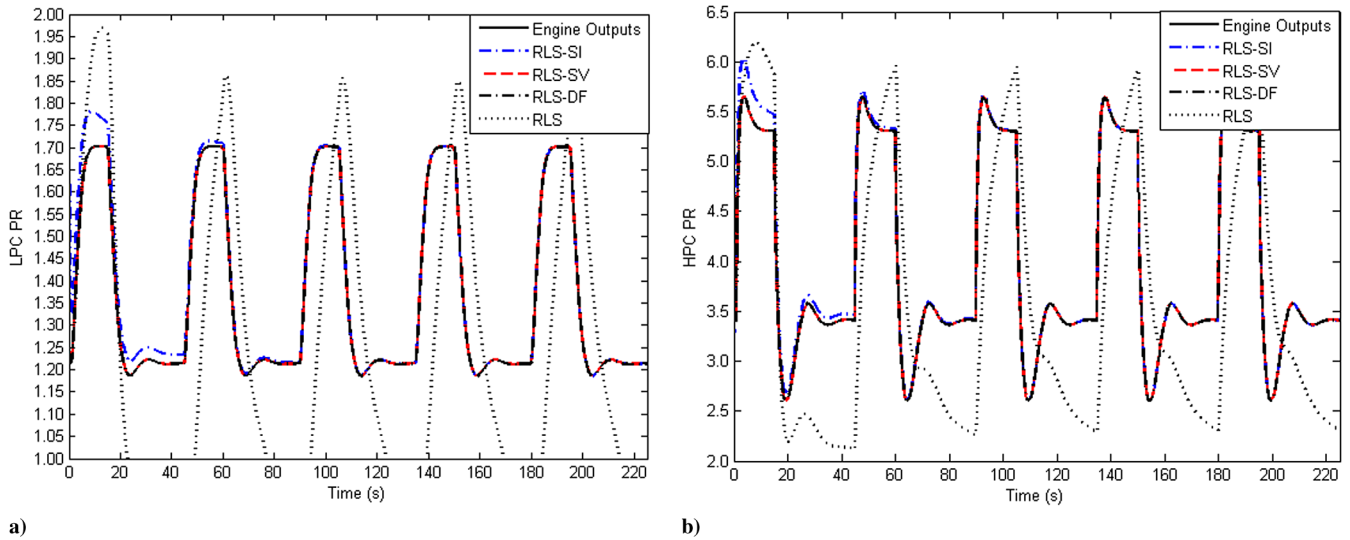 2.00
1.95
1.90
1.85
1.80
1.75
1.70
1.65
1.60
1.55
1.50
1.45
1.40
1.35
1.30
1.25
1.20
1.15
1.10
1.05
1.00
LPC PR
0 20 40 60 80 100 120 140 160 180 200 220
Time (s)
Engine Outputs
RLS-SI
RLS-SV
RLS-DF
RLS
a)
6.5
6.0
5.5
5.0
4.5
4.0
3.5
3.0
2.5
2.0
HPC PR
0 20 40 60 80 100 120 140 160 180 200 220
Time (s)
Engine Outputs
RLS-SI
RLS-SV
RLS-DF
RLS
b)